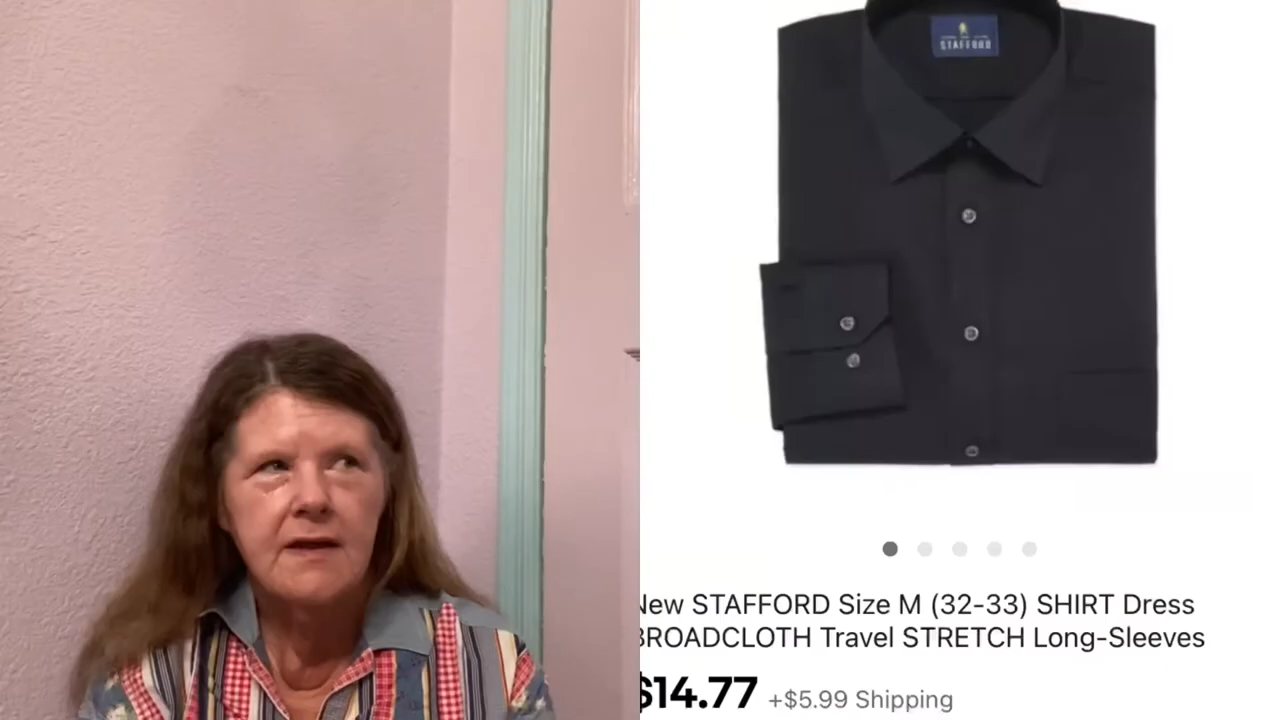 STAFFORD
New STAFFORD Size M (32-33) SHIRT Dress
BROADCLOTH Travel STRETCH Long-Sleeves
$14.77 +$5.99 Shipping